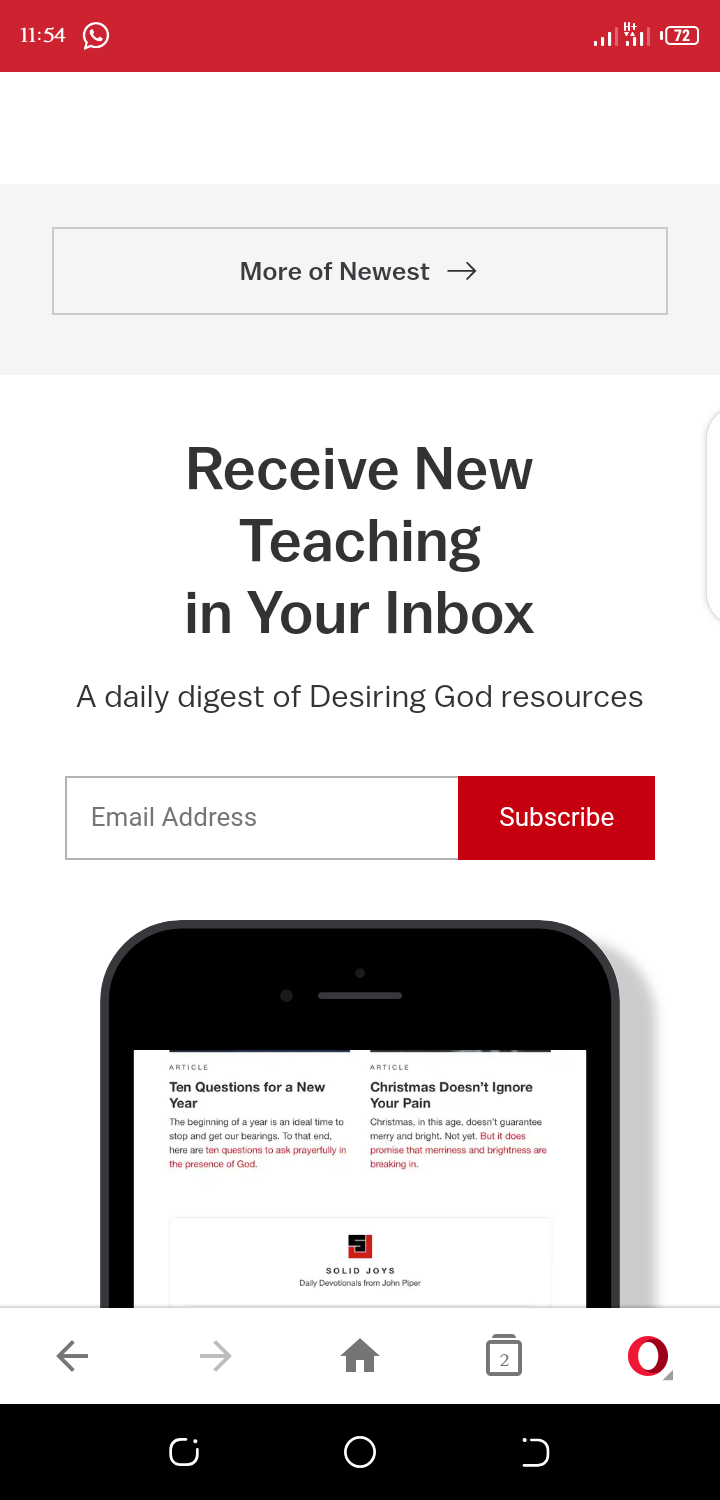 11:54
H+
72
More of Newest
Receive New
Teaching
in Your Inbox
A daily digest of Desiring God resources
Email Address
Subscribe
ARTICLE
Ten Questions for a New
Year
The beginning of a year is an ideal time to
stop and get our bearings. To that end,
here are ten questions to ask prayerfully in
the presence of God.
ARTICLE
Christmas Doesn't Ignore
Your Pain
Christmas, in this age, doesn't guarantee
merry and bright. Not yet. But it does
promise that merriness and brightness are
breaking in.
SOLID JOYS
Daily Devotionals from John Piper
2